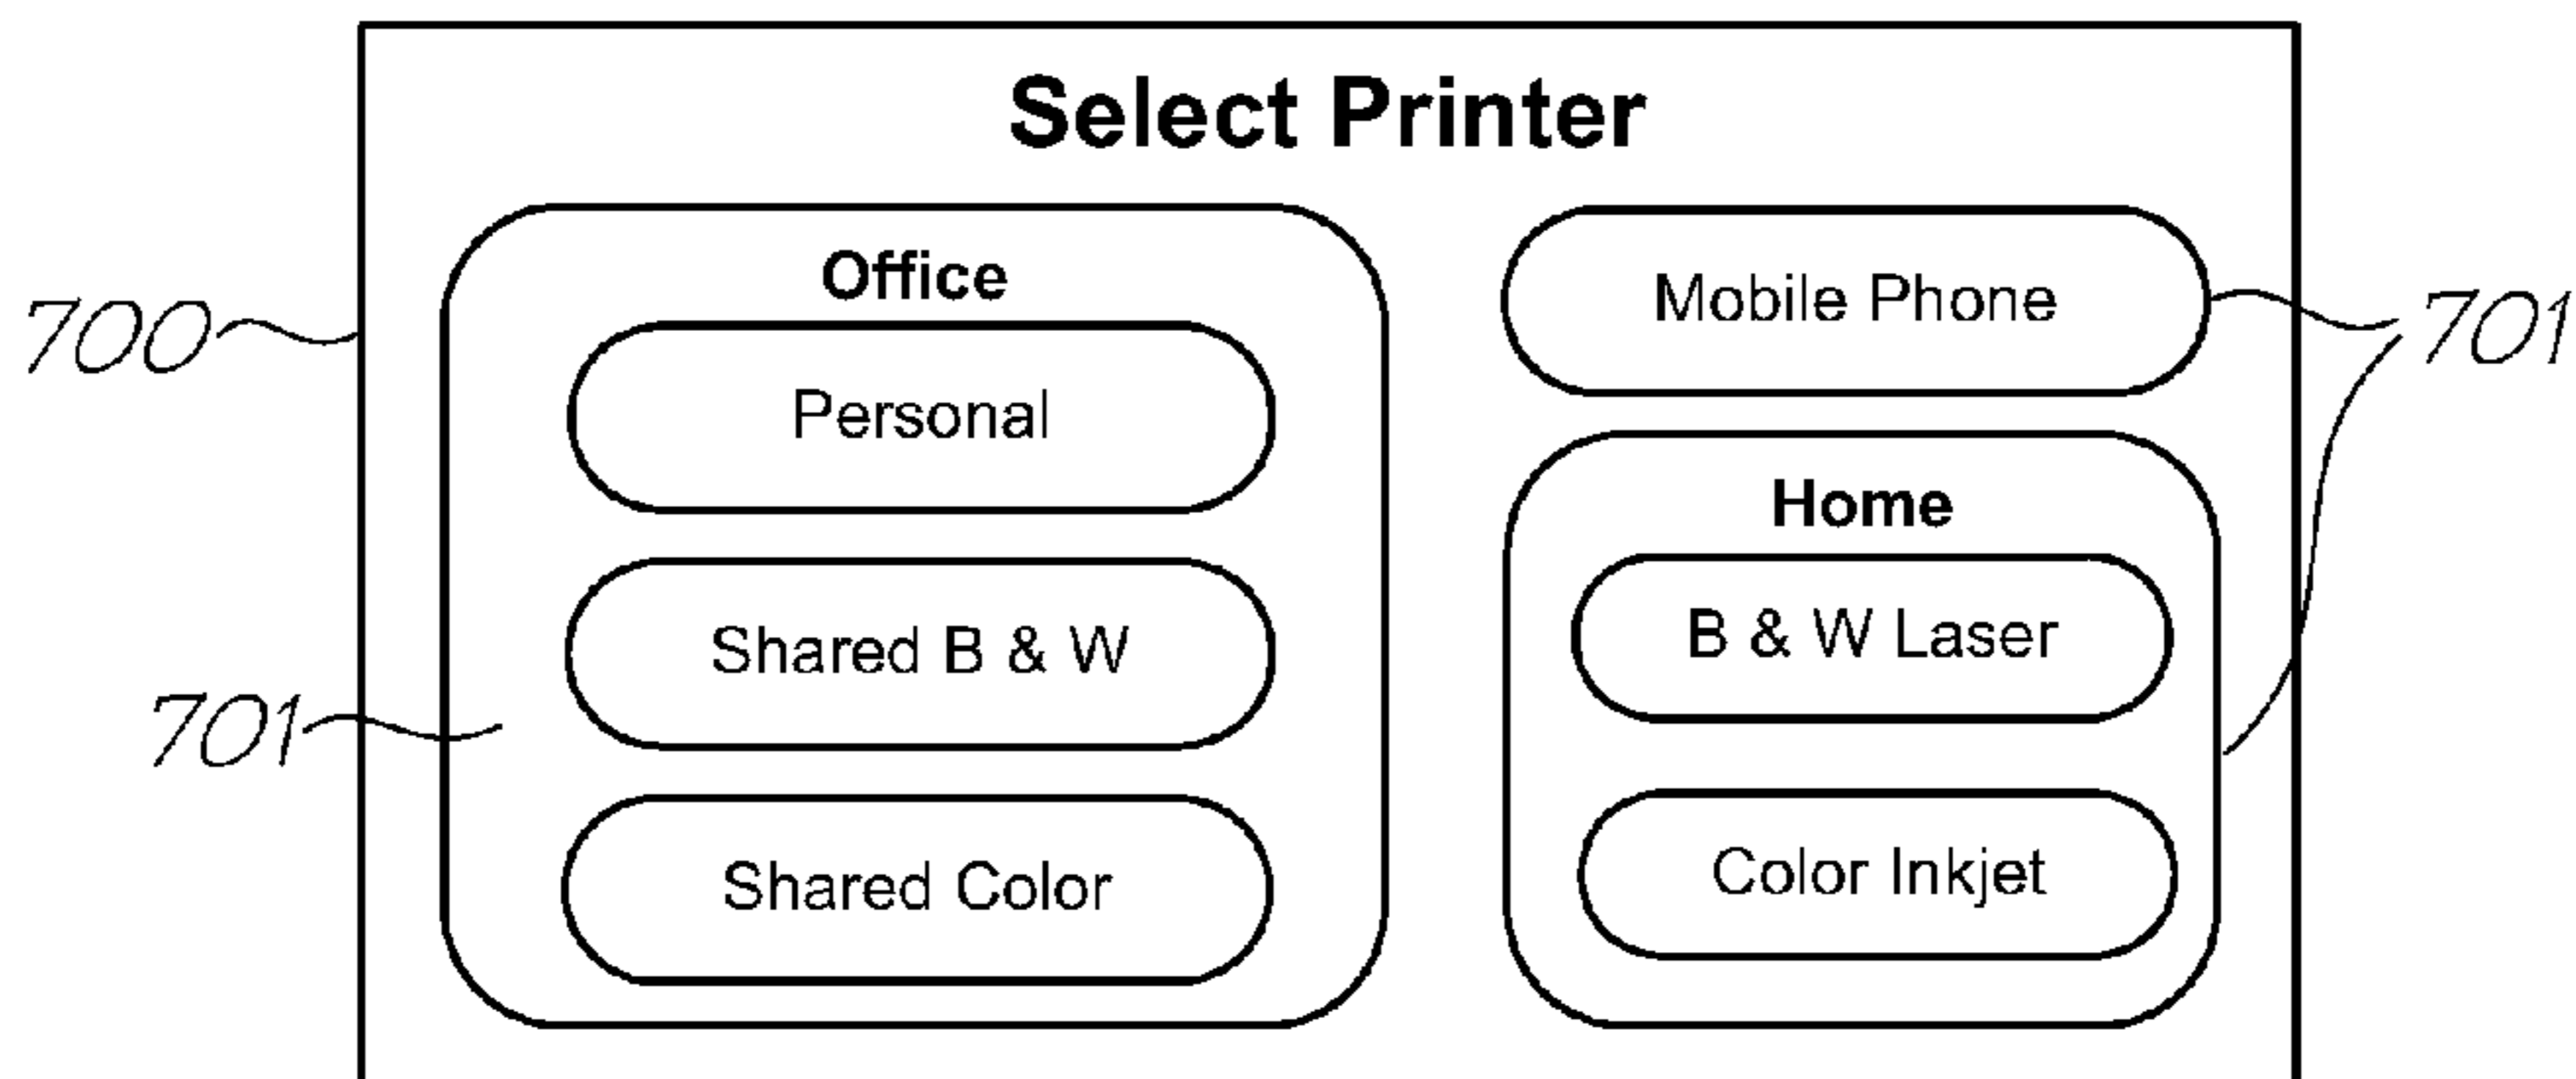 Select Printer
Office
Personal
Shared B & W
Shared Color
Mobile Phone
Home
B & W Laser
Color Inkjet
700
701
701